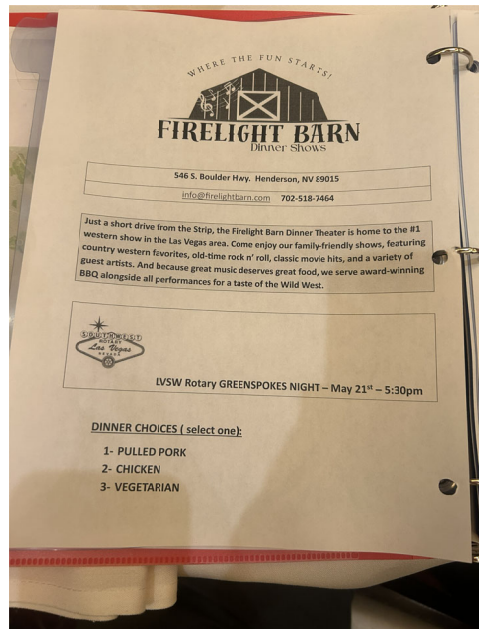 WHERE THE FUN STARTS!
FIRELIGHT BARN
Dinner Shows
546 S. Boulder Hwy. Henderson, NV 89015
info@firelightbarn.com 702-518-7464
Just a short drive from the Strip, the Firelight Barn Dinner Theater is home to the #1
western show in the Las Vegas area. Come enjoy our family-friendly shows, featuring
country western favorites, old-time rock n' roll, classic movie hits, and a variety of
guest artists. And because great music deserves great food, we serve award-winning
BBQ alongside all performances for a taste of the Wild West.
SOUTHWEST
ROTARY
Las Vegas
NEVADA
LVSW Rotary GREENSPOKES NIGHT – May 21st – 5:30pm
DINNER CHOICES ( select one):
1- PULLED PORK
2- CHICKEN
3- VEGETARIAN